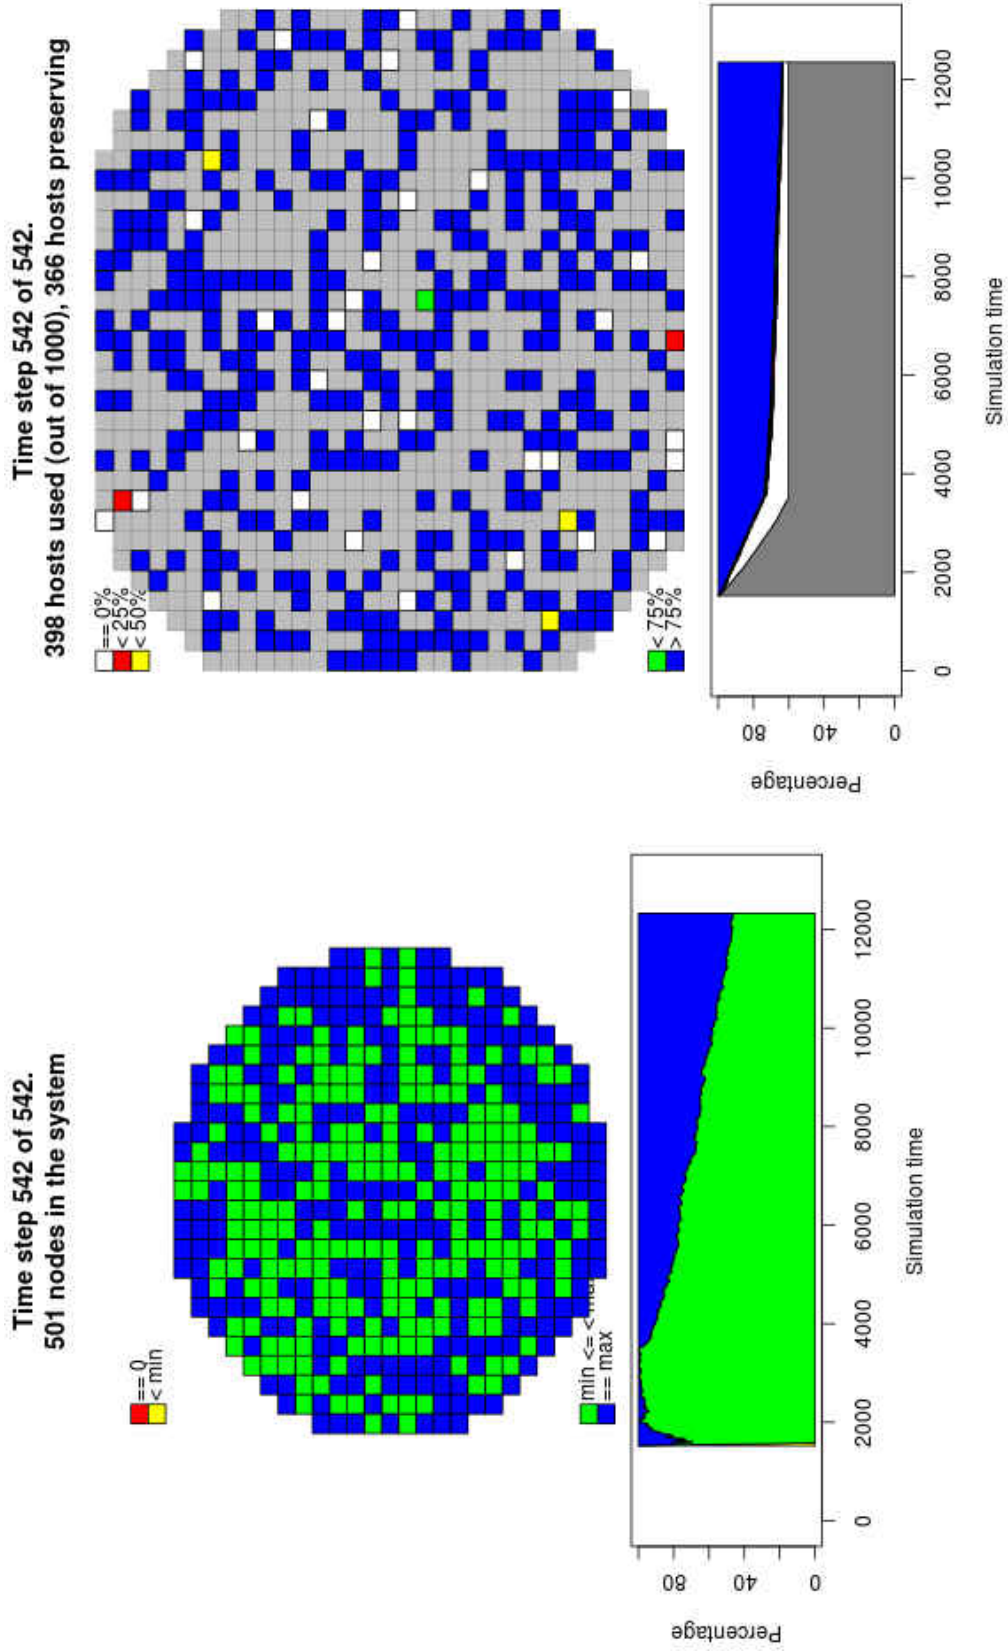 Time step 542 of 542.
501 nodes in the system
== 0
< min
min <= <
== max
Percentage
0
40
80
0
2000
4000
6000
8000
10000
12000
Simulation time
Time step 542 of 542.
398 hosts used (out of 1000), 366 hosts preserving
== 0%
< 25%
< 50%
< 75%
> 75%
Percentage
0
40
80
0
2000
4000
6000
8000
10000
12000
Simulation time